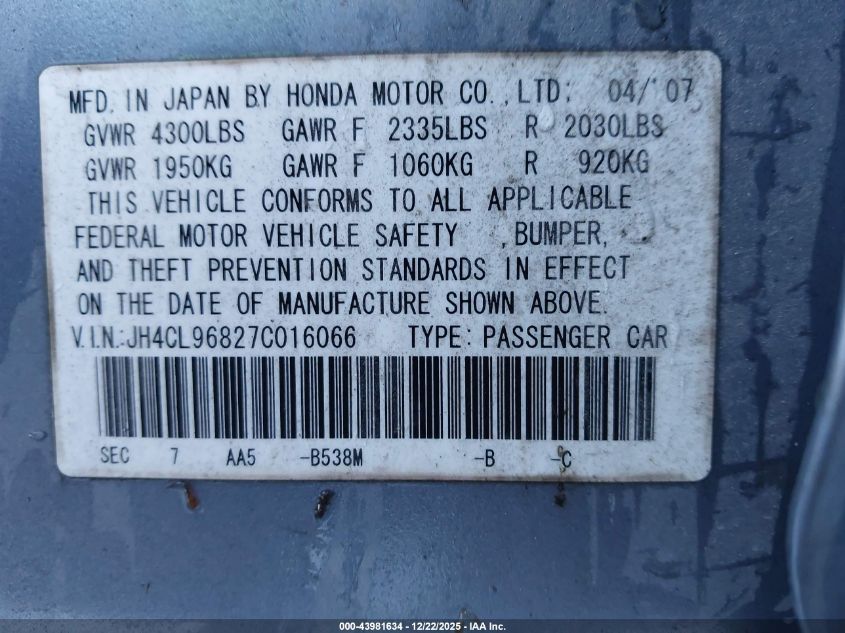 MFD. IN JAPAN BY HONDA MOTOR CO., LTD. 04/'07
GVWR 4300LBS GAWR F 2335LBS R 2030LBS
GVWR 1950KG GAWR F 1060KG R 920KG
THIS VEHICLE CONFORMS TO ALL APPLICABLE
FEDERAL MOTOR VEHICLE SAFETY , BUMPER,
AND THEFT PREVENTION STANDARDS IN EFFECT
ON THE DATE OF MANUFACTURE SHOWN ABOVE.
V.I.N.:JH4CL96827C016066 TYPE: PASSENGER CAR
SEC 7 AA5 -B538M -B -C
000-43981634 - 12/22/2025 - IAA Inc.